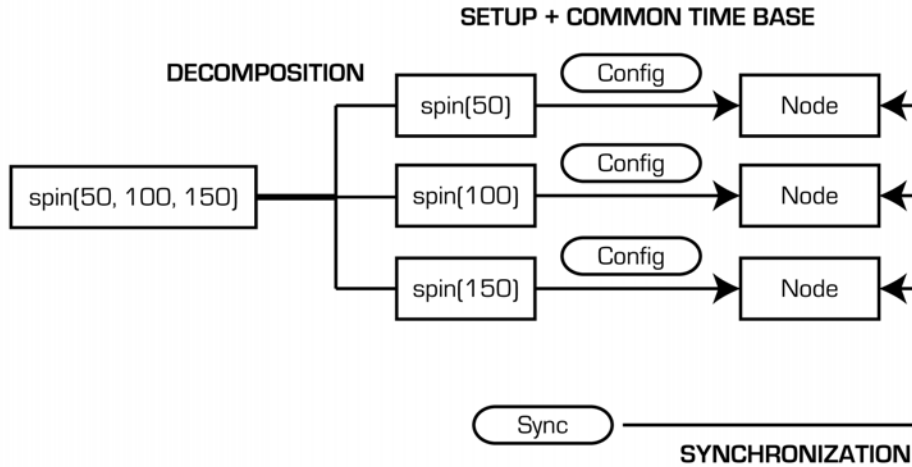 SETUP + COMMON TIME BASE
DECOMPOSITION
Config
spin(50)
Node
Config
spin(50, 100, 150)
spin(100)
Node
Config
spin(150)
Node
Sync
SYNCHRONIZATION